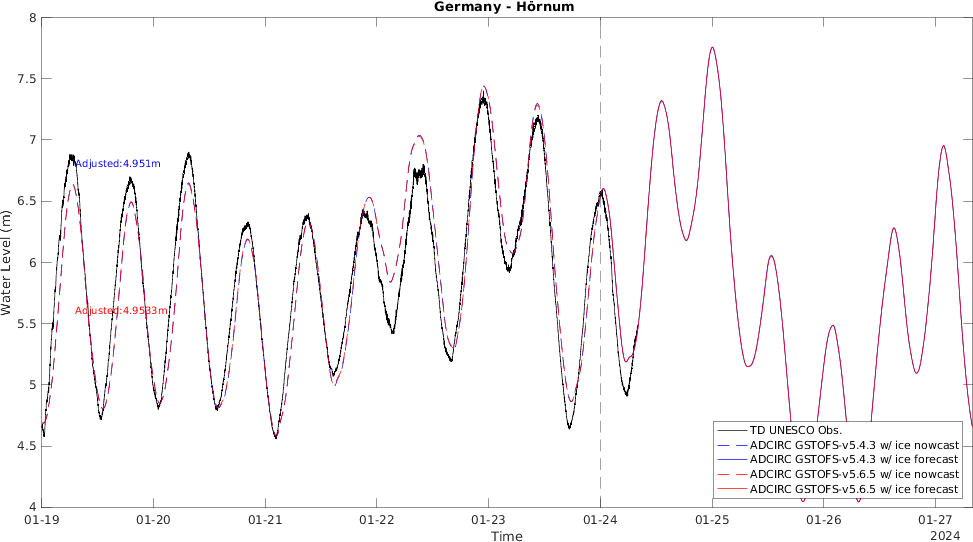 Germany - Hörnum
Water Level (m)
8
7.5
7
6.5
6
5.5
5
4.5
4
Adjusted:4.951m
Adjusted:4.9533m
TD UNESCO Obs.
ADCIRC GSTOFS-v5.4.3 w/ ice nowcast
ADCIRC GSTOFS-v5.4.3 w/ ice forecast
ADCIRC GSTOFS-v5.6.5 w/ ice nowcast
ADCIRC GSTOFS-v5.6.5 w/ ice forecast
01-19 01-20 01-21 01-22 01-23 01-24 01-25 01-26 01-27
Time
2024